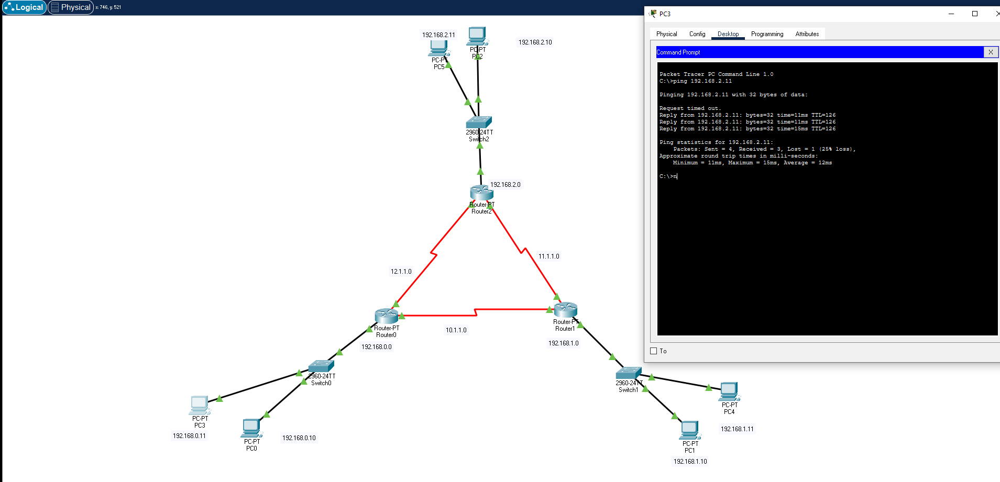 Logical
Physical
x: 746, y: 521
192.168.2.11
PC-PT
PC5
PC-PT
PC2
192.168.2.10
2960-24TT
Switch2
192.168.2.0
Router-PT
Router2
11.1.1.0
12.1.1.0
Router-PT
Router0
10.1.1.0
Router-PT
Router1
192.168.0.0
192.168.1.0
2960-24TT
Switch0
2960-24TT
Switch1
PC-PT
PC3
192.168.0.11
PC-PT
PC0
192.168.0.10
PC-PT
PC4
192.168.1.11
PC-PT
PC1
192.168.1.10
PC3
Physical Config Desktop Programming Attributes
Command Prompt
X
Packet Tracer PC Command Line 1.0
C:\>ping 192.168.2.11
Pinging 192.168.2.11 with 32 bytes of data:
Request timed out.
Reply from 192.168.2.11: bytes=32 time=11ms TTL=126
Reply from 192.168.2.11: bytes=32 time=11ms TTL=126
Reply from 192.168.2.11: bytes=32 time=15ms TTL=126
Ping statistics for 192.168.2.11:
Packets: Sent = 4, Received = 3, Lost = 1 (25% loss),
Approximate round trip times in milli-seconds:
Minimum = 11ms, Maximum = 15ms, Average = 12ms
C:\>n
To